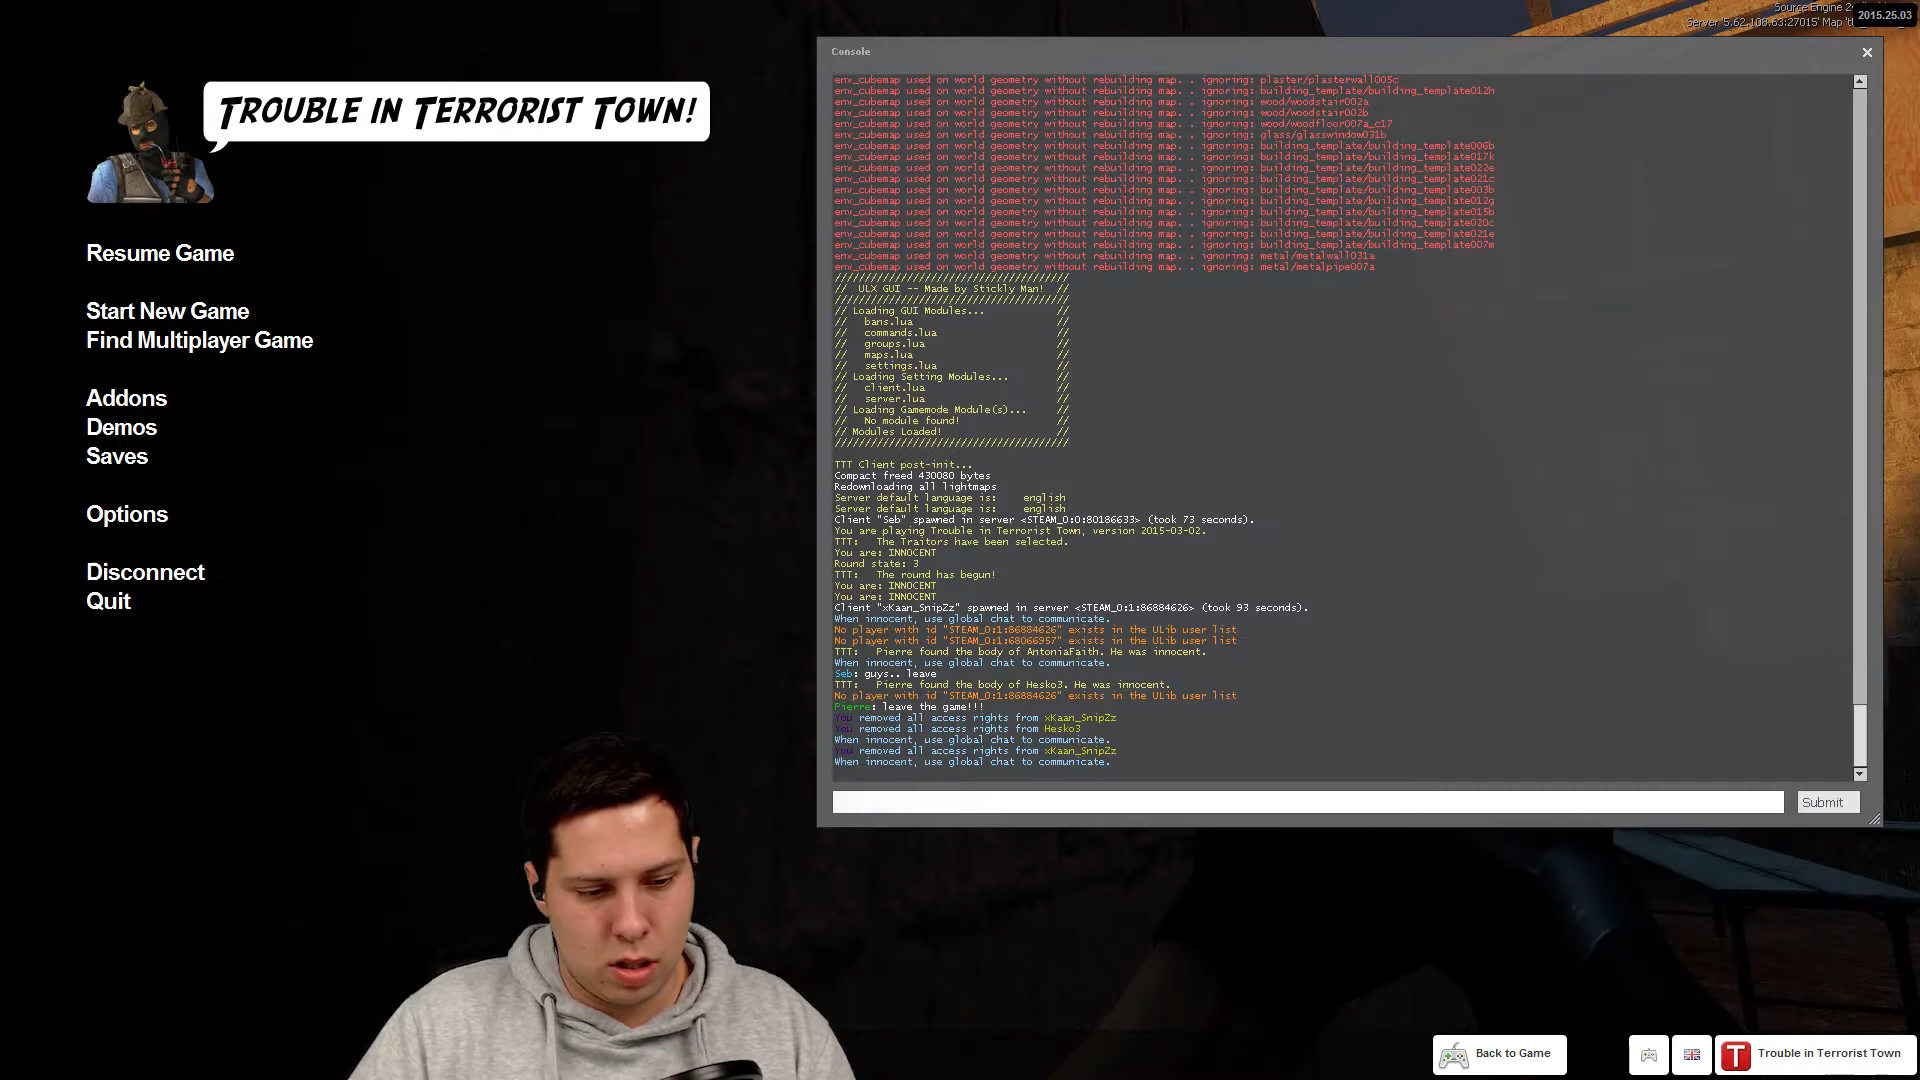 Source Engine 2
2015.25.03
Server '5.62.108.63:27015' Map
TROUBLE IN TERRORIST TOWN!
Resume Game
Start New Game
Find Multiplayer Game
Addons
Demos
Saves
Options
Disconnect
Quit
Console
env_cubemap used on world geometry without rebuilding map. . ignoring: plaster/plasterwall005c
env_cubemap used on world geometry without rebuilding map. . ignoring: building_template/building_template012h
env_cubemap used on world geometry without rebuilding map. . ignoring: wood/woodstair002a
env_cubemap used on world geometry without rebuilding map. . ignoring: wood/woodstair002b
env_cubemap used on world geometry without rebuilding map. . ignoring: wood/woodfloor007a_c17
env_cubemap used on world geometry without rebuilding map. . ignoring: glass/glasswindow031b
env_cubemap used on world geometry without rebuilding map. . ignoring: building_template/building_template006b
env_cubemap used on world geometry without rebuilding map. . ignoring: building_template/building_template017k
env_cubemap used on world geometry without rebuilding map. . ignoring: building_template/building_template022e
env_cubemap used on world geometry without rebuilding map. . ignoring: building_template/building_template021c
env_cubemap used on world geometry without rebuilding map. . ignoring: building_template/building_template003b
env_cubemap used on world geometry without rebuilding map. . ignoring: building_template/building_template012g
env_cubemap used on world geometry without rebuilding map. . ignoring: building_template/building_template015b
env_cubemap used on world geometry without rebuilding map. . ignoring: building_template/building_template020c
env_cubemap used on world geometry without rebuilding map. . ignoring: building_template/building_template021e
env_cubemap used on world geometry without rebuilding map. . ignoring: building_template/building_template007m
env_cubemap used on world geometry without rebuilding map. . ignoring: metal/metalwall031a
env_cubemap used on world geometry without rebuilding map. . ignoring: metal/metalpipe007a
///////////////////////////////////////
// ULX GUI -- Made by Stickly Man! //
///////////////////////////////////////
// Loading GUI Modules... //
// bans.lua //
// commands.lua //
// groups.lua //
// maps.lua //
// settings.lua //
// Loading Setting Modules... //
// client.lua //
// server.lua //
// Loading Gamemode Module(s)... //
// No module found! //
// Modules Loaded! //
///////////////////////////////////////
TTT Client post-init...
Compact freed 430080 bytes
Redownloading all lightmaps
Server default language is: english
Server default language is: english
Client "Seb" spawned in server <STEAM_0:0:80186633> (took 73 seconds).
You are playing Trouble in Terrorist Town, version 2015-03-02.
TTT: The Traitors have been selected.
You are: INNOCENT
Round state: 3
TTT: The round has begun!
You are: INNOCENT
You are: INNOCENT
Client "xKaan_SnipZz" spawned in server <STEAM_0:1:86884626> (took 93 seconds).
When innocent, use global chat to communicate.
No player with id "STEAM_0:1:86884626" exists in the ULib user list
No player with id "STEAM_0:1:68066957" exists in the ULib user list
TTT: Pierre found the body of AntoniaFaith. He was innocent.
When innocent, use global chat to communicate.
Seb: guys.. leave
TTT: Pierre found the body of Hesko3. He was innocent.
No player with id "STEAM_0:1:86884626" exists in the ULib user list
Pierre: leave the game!!!
You removed all access rights from xKaan_SnipZz
You removed all access rights from Hesko3
When innocent, use global chat to communicate.
You removed all access rights from xKaan_SnipZz
When innocent, use global chat to communicate.
Submit
Back to Game
T Trouble in Terrorist Town